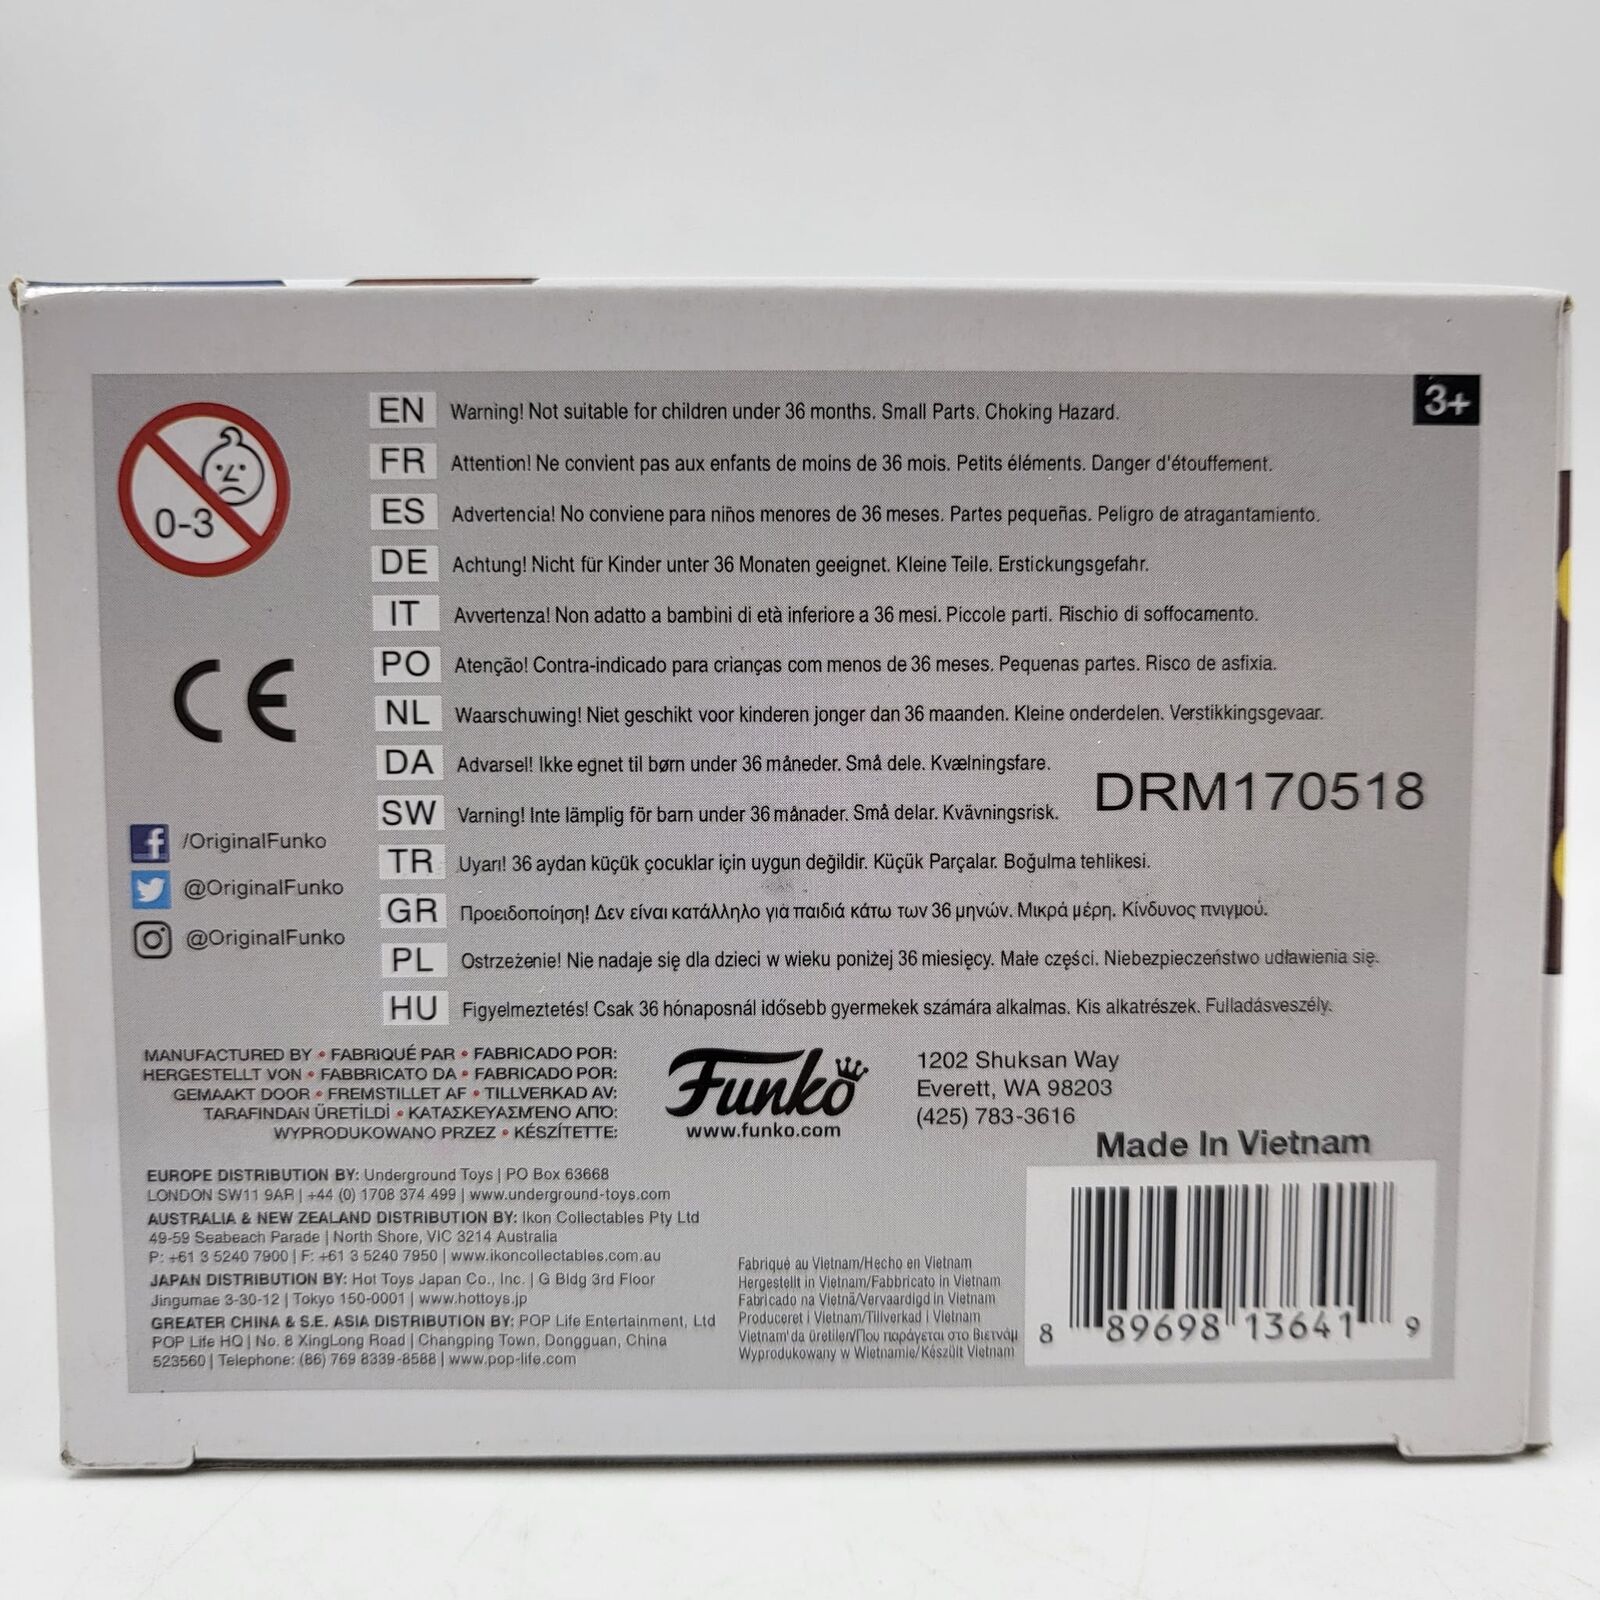 3+
0-3
EN Warning! Not suitable for children under 36 months. Small Parts. Choking Hazard.
FR Attention! Ne convient pas aux enfants de moins de 36 mois. Petits éléments. Danger d'étouffement.
ES Advertencia! No conviene para niños menores de 36 meses. Partes pequeñas. Peligro de atragantamiento.
DE Achtung! Nicht für Kinder unter 36 Monaten geeignet. Kleine Teile. Erstickungsgefahr.
IT Avvertenza! Non adatto a bambini di età inferiore a 36 mesi. Piccole parti. Rischio di soffocamento.
PO Atenção! Contra-indicado para crianças com menos de 36 meses. Pequenas partes. Risco de asfixia.
NL Waarschuwing! Niet geschikt voor kinderen jonger dan 36 maanden. Kleine onderdelen. Verstikkingsgevaar.
DA Advarsel! Ikke egnet til børn under 36 måneder. Små dele. Kvælningsfare.
SW Varning! Inte lämplig för barn under 36 månader. Små delar. Kvävningsrisk.
TR Uyarı! 36 aydan küçük çocuklar için uygun değildir. Küçük Parçalar. Boğulma tehlikesi.
GR Προειδοποίηση! Δεν είναι κατάλληλο για παιδιά κάτω των 36 μηνών. Μικρά μέρη. Κίνδυνος πνιγμού.
PL Ostrzeżenie! Nie nadaje się dla dzieci w wieku poniżej 36 miesięcy. Małe części. Niebezpieczeństwo udławienia się.
HU Figyelmeztetés! Csak 36 hónaposnál idősebb gyermekek számára alkalmas. Kis alkatrészek. Fulladásveszély.
DRM170518
CE
/OriginalFunko
@OriginalFunko
@OriginalFunko
MANUFACTURED BY • FABRIQUÉ PAR • FABRICADO POR:
HERGESTELLT VON • FABBRICATO DA • FABRICADO POR:
GEMAAKT DOOR • FREMSTILLET AF • TILLVERKAD AV:
TARAFINDAN ÜRETİLDİ • ΚΑΤΑΣΚΕΥΑΣΜΈΝΟ ΑΠΌ:
WYPRODUKOWANO PRZEZ • KÉSZÍTETTE:
Funko
www.funko.com
1202 Shuksan Way
Everett, WA 98203
(425) 783-3616
Made In Vietnam
EUROPE DISTRIBUTION BY: Underground Toys | PO Box 63668
LONDON SW11 9AR | +44 (0) 1708 374 499 | www.underground-toys.com
AUSTRALIA & NEW ZEALAND DISTRIBUTION BY: Ikon Collectables Pty Ltd
49-59 Seabeach Parade | North Shore, VIC 3214 Australia
P: +61 3 5240 7900 | F: +61 3 5240 7950 | www.ikoncollectables.com.au
JAPAN DISTRIBUTION BY: Hot Toys Japan Co., Inc. | G Bldg 3rd Floor
Jingumae 3-30-12 | Tokyo 150-0001 | www.hottoys.jp
GREATER CHINA & S.E. ASIA DISTRIBUTION BY: POP Life Entertainment, Ltd
POP Life HQ | No. 8 XingLong Road | Changping Town, Dongguan, China
523560 | Telephone: (86) 769 8339-8588 | www.pop-life.com
Fabriqué au Vietnam/Hecho en Vietnam
Hergestellt in Vietnam/Fabbricato in Vietnam
Fabricado na Vietnã/Vervaardigd in Vietnam
Produceret i Vietnam/Tillverkad i Vietnam
Vietnam'da üretilen/Που παράγεται στο Βιετνάμ
Wyprodukowany w Wietnamie/Készült Vietnam
8 89698 13641 9